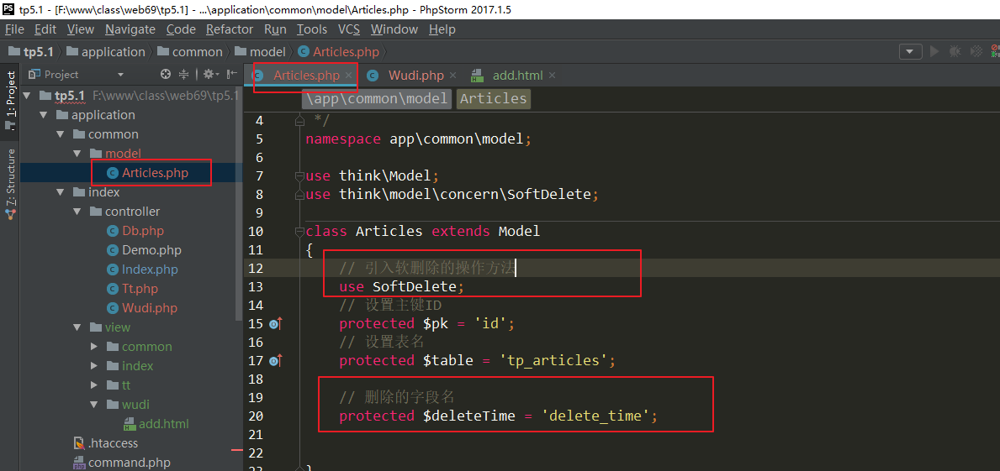 tp5.1 - [F:\www\class\web69\tp5.1] - ...\application\common\model\Articles.php - PhpStorm 2017.1.5
File Edit View Navigate Code Refactor Run Tools VCS Window Help
tp5.1 application common model Articles.php
Project
Articles.php Wudi.php add.html
1: Project
7: Structure
tp5.1 F:\www\class\web69\tp5.1
application
common
model
Articles.php
index
controller
Db.php
Demo.php
Index.php
Tt.php
Wudi.php
view
common
index
tt
wudi
add.html
.htaccess
command.php
\app\common\model Articles
4 */
5 namespace app\common\model;
6
7 use think\Model;
8 use think\model\concern\SoftDelete;
9
10 class Articles extends Model
11 {
12 // 引入软删除的操作方法
13 use SoftDelete;
14 // 设置主键ID
15 protected $pk = 'id';
16 // 设置表名
17 protected $table = 'tp_articles';
18
19 // 删除的字段名
20 protected $deleteTime = 'delete_time';
21
22
23 }